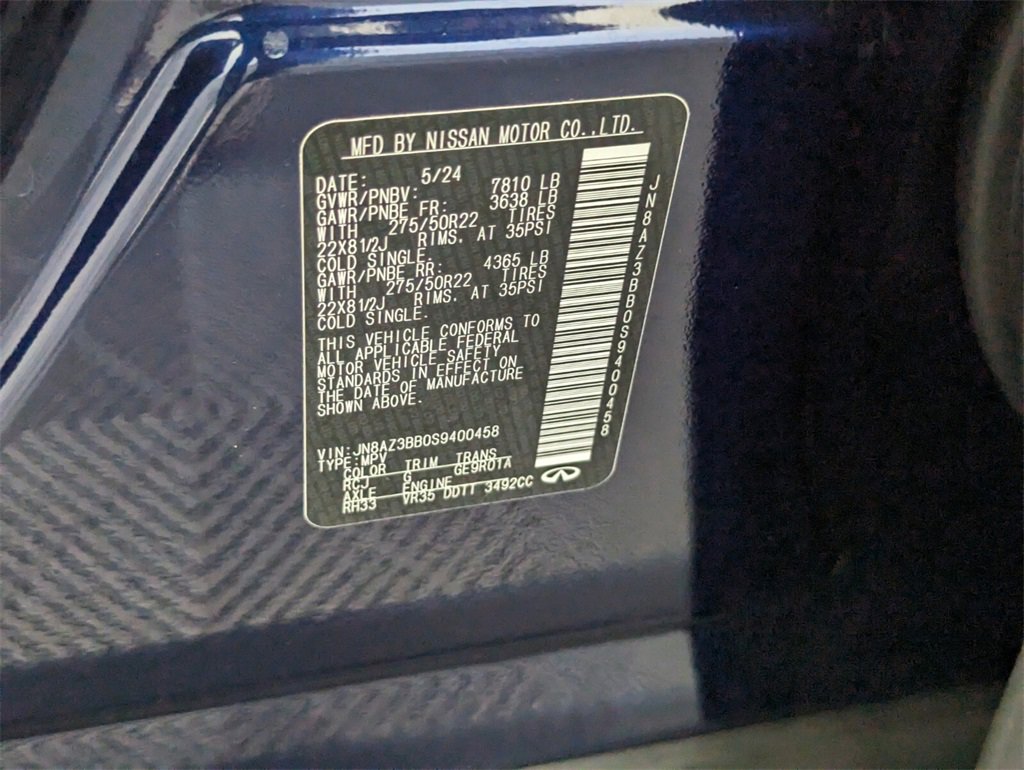 MFD BY NISSAN MOTOR CO.,LTD.
DATE: 5/24
GVWR/PNBV: 7810 LB
GAWR/PNBE FR: 3638 LB
WITH 275/50R22 TIRES
22X8 1/2J RIMS. AT 35PSI
COLD SINGLE.
GAWR/PNBE RR: 4365 LB
WITH 275/50R22 TIRES
22X8 1/2J RIMS. AT 35PSI
COLD SINGLE.
THIS VEHICLE CONFORMS TO
ALL APPLICABLE FEDERAL
MOTOR VEHICLE SAFETY
STANDARDS IN EFFECT ON
THE DATE OF MANUFACTURE
SHOWN ABOVE.
VIN:JN8AZ3BB0S9400458
TYPE:MPV
COLOR TRIM TRANS
RCJ G GE9R01A
AXLE ENGINE
RH33 VR35 DDTT 3492CC
JN8AZ3BB0S9400458